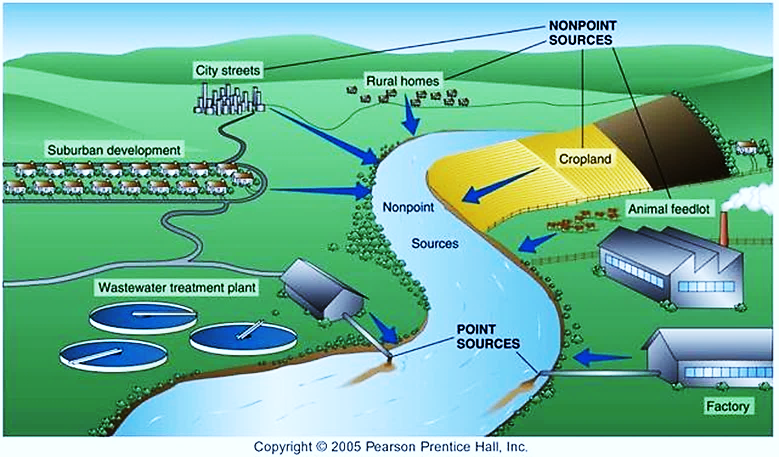 NONPOINT
SOURCES
City streets
Rural homes
Suburban development
Cropland
Nonpoint
Sources
Animal feedlot
Wastewater treatment plant
POINT
SOURCES
Factory
Copyright © 2005 Pearson Prentice Hall, Inc.